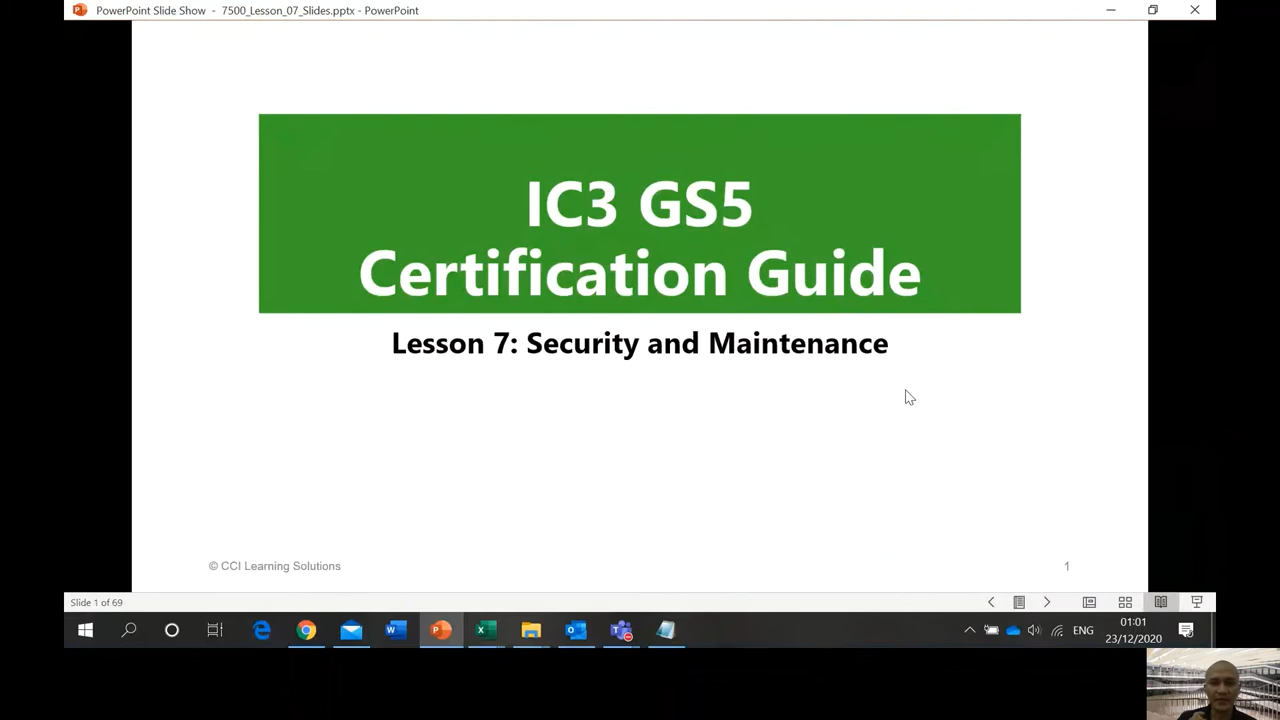 PowerPoint Slide Show - 7500_Lesson_07_Slides.pptx - PowerPoint
IC3 GS5
Certification Guide
Lesson 7: Security and Maintenance
© CCI Learning Solutions
1
Slide 1 of 69
ENG
01:01
23/12/2020